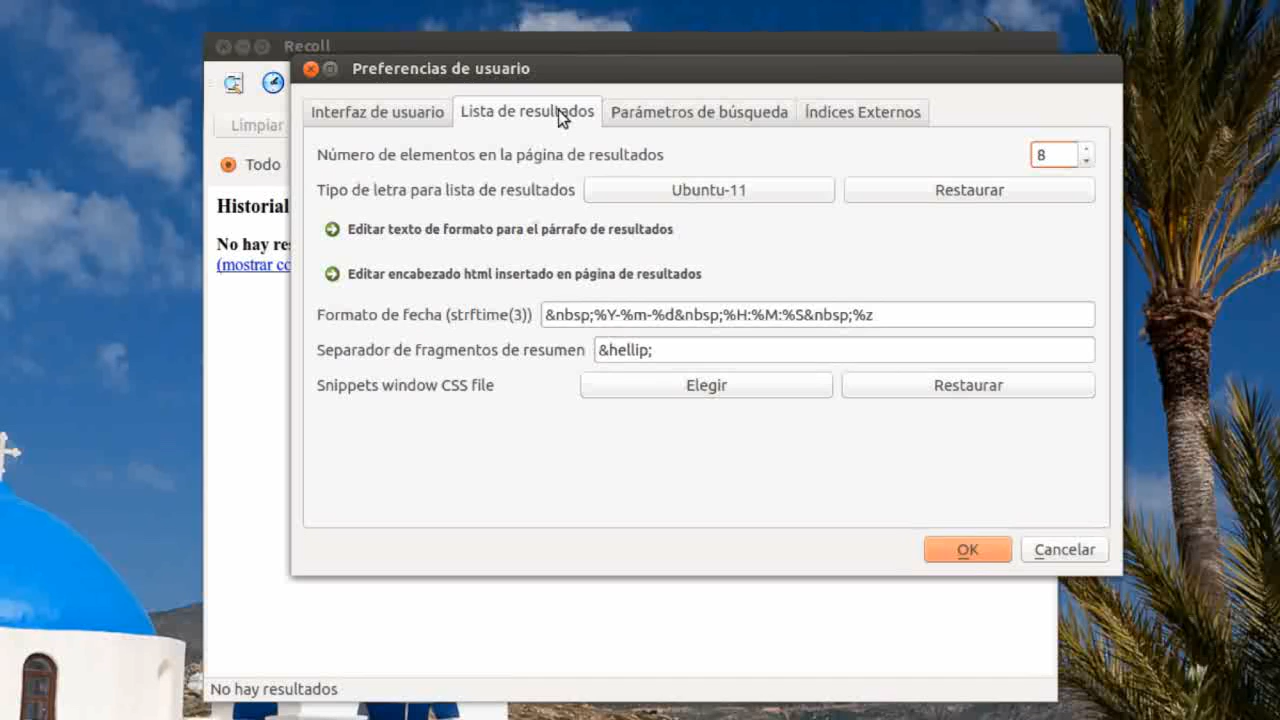 Recoll
Preferencias de usuario
Interfaz de usuario Lista de resultados Parámetros de búsqueda Índices Externos
Limpiar
Todo
Número de elementos en la página de resultados 8
Tipo de letra para lista de resultados Ubuntu-11 Restaurar
Historial
Editar texto de formato para el párrafo de resultados
No hay
(mostrar
Editar encabezado html insertado en página de resultados
Formato de fecha (strftime(3)) &nbsp;%Y-%m-%d&nbsp;%H:%M:%S&nbsp;%z
Separador de fragmentos de resumen &hellip;
Snippets window CSS file Elegir Restaurar
OK Cancelar
No hay resultados